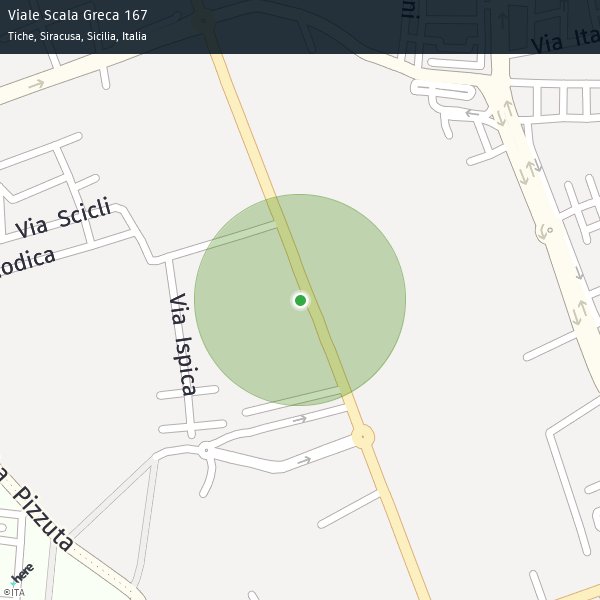 Viale Scala Greca 167
Tiche, Siracusa, Sicilia, Italia
Via Ita
ni
Via Scicli
odica
Via Ispica
a Pizzuta
here
©ITA